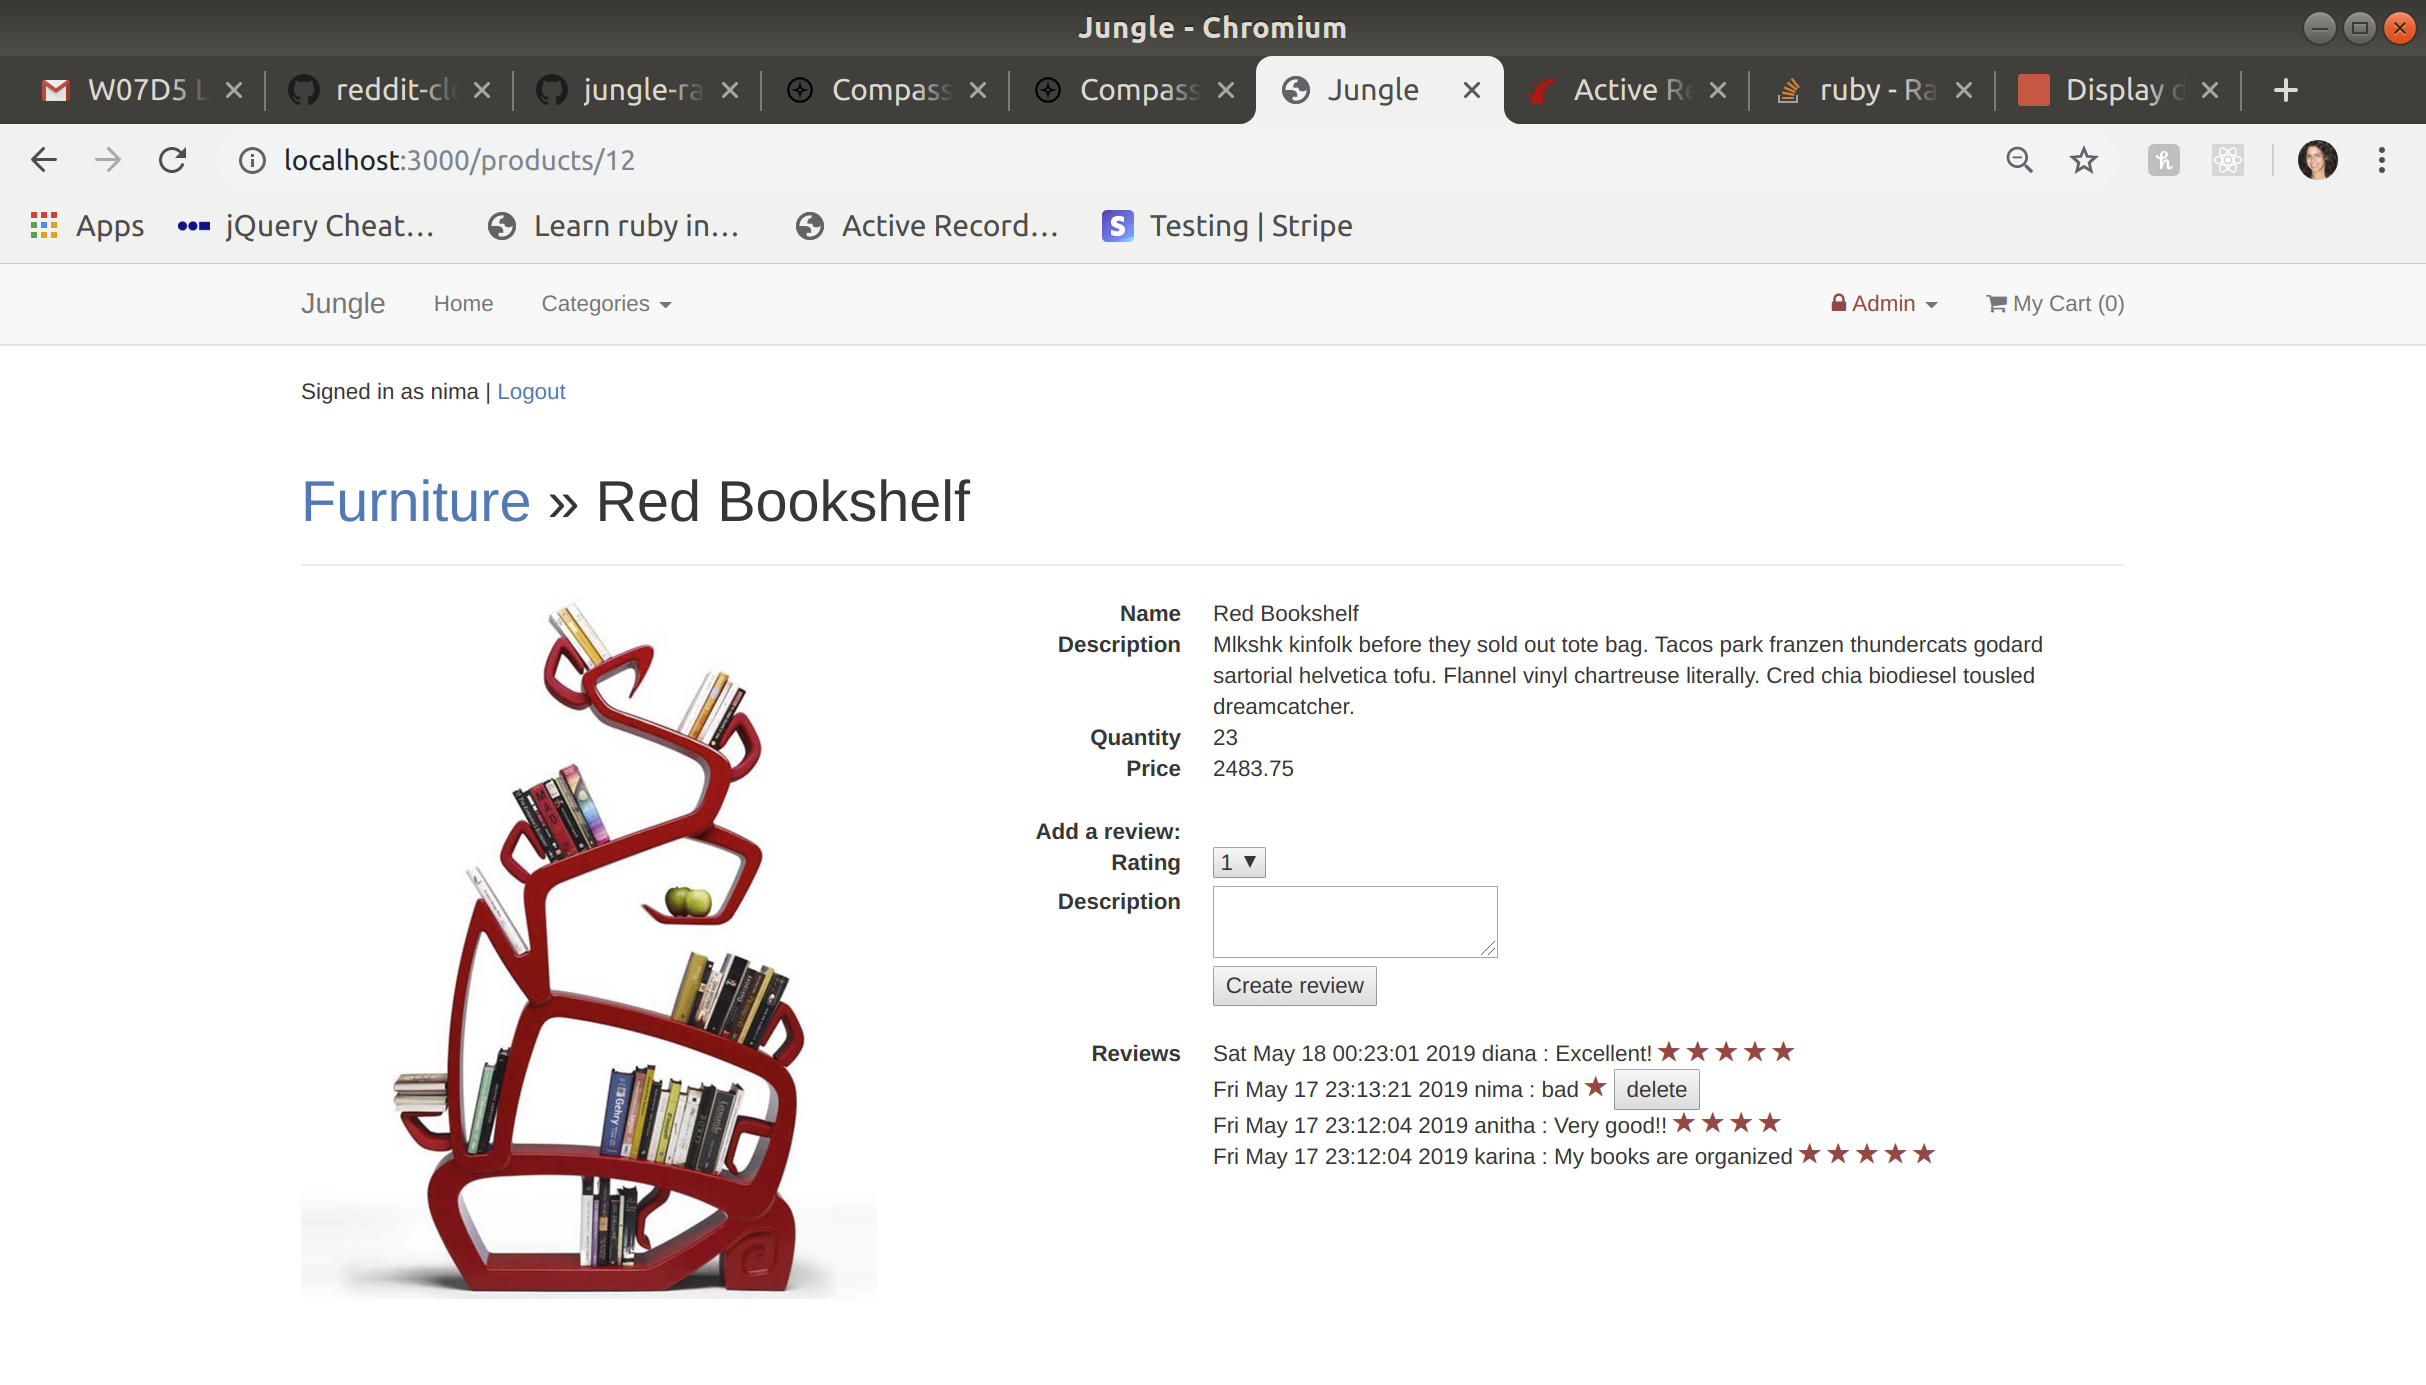 Jungle - Chromium
W07D5 L
reddit-cl
jungle-ra
Compass
Compass
Jungle
Active Re
ruby - Ra
Display
localhost:3000/products/12
Apps
jQuery Cheat...
Learn ruby in...
Active Record...
Testing | Stripe
Jungle
Home
Categories
Admin
My Cart (0)
Signed in as nima | Logout
Furniture » Red Bookshelf
Name Red Bookshelf
Description Mlkshk kinfolk before they sold out tote bag. Tacos park franzen thundercats godard
sartorial helvetica tofu. Flannel vinyl chartreuse literally. Cred chia biodiesel tousled
dreamcatcher.
Quantity 23
Price 2483.75
Add a review:
Rating 1
Description
Create review
Reviews Sat May 18 00:23:01 2019 diana : Excellent! ★★★★★
Fri May 17 23:13:21 2019 nima : bad ★ delete
Fri May 17 23:12:04 2019 anitha : Very good!! ★★★★
Fri May 17 23:12:04 2019 karina : My books are organized ★★★★★
Gehry